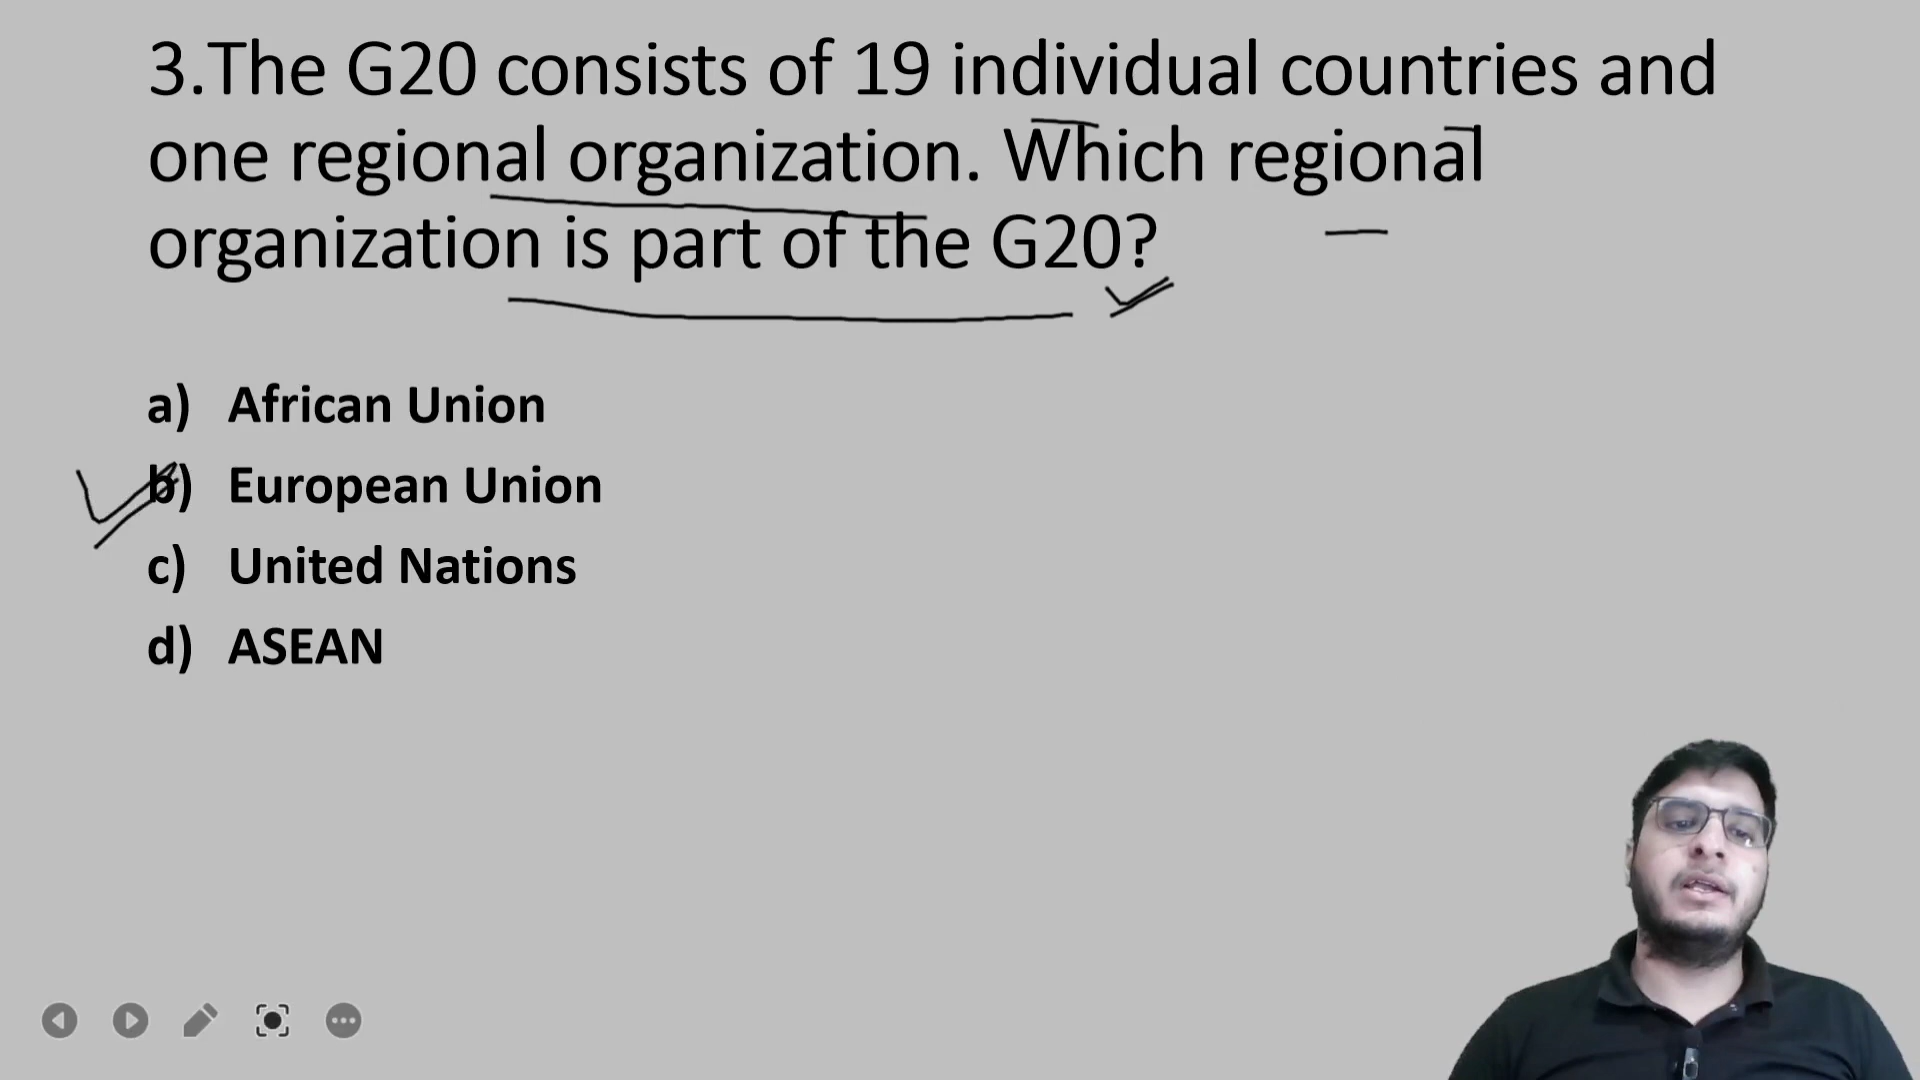 3.The G20 consists of 19 individual countries and
one regional organization. Which regional
organization is part of the G20?
a) African Union
b) European Union
c) United Nations
d) ASEAN